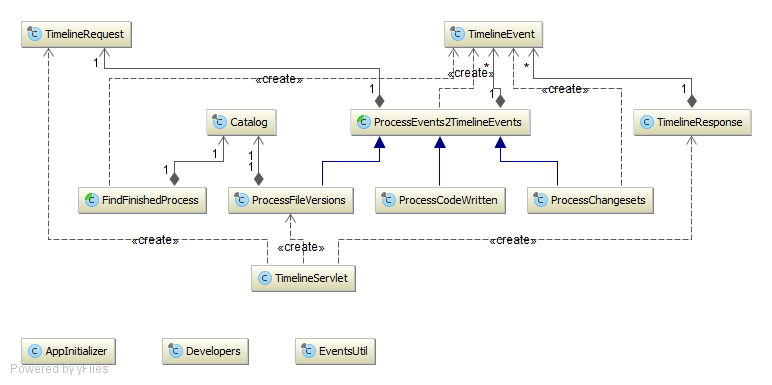 TimelineRequest
TimelineEvent
1
*
*
«create»
«create»
«create»
1
1
1
Catalog
ProcessEvents2TimelineEvents
TimelineResponse
1
1
1
1
FindFinishedProcess
ProcessFileVersions
ProcessCodeWritten
ProcessChangesets
«create»
«create»
«create»
TimelineServlet
AppInitializer
Developers
EventsUtil
Powered by yFiles